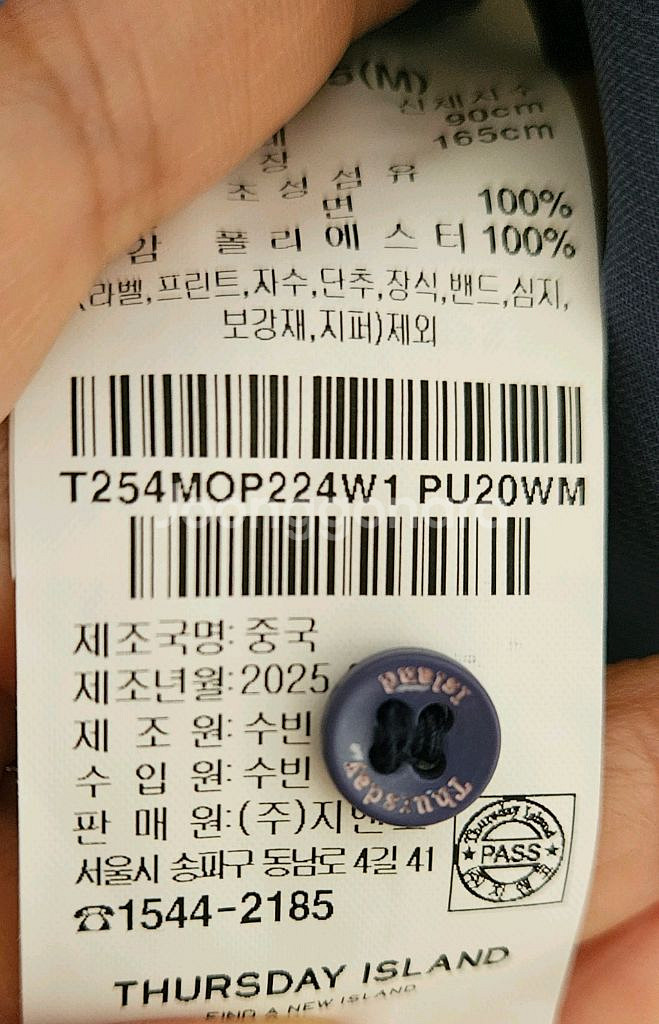 5(M)
신체치수
90cm
165cm
장
조성섬유
면 100%
감 폴리에스터 100%
(라벨,프린트,자수,단추,장식,밴드,심지,
보강재,지퍼)제외
T254MOP224W1 PU20WM
제조국명: 중국
제조년월: 2025
제조원: 수빈
수입원: 수빈
판매원:(주)지앤
서울시 송파구 동남로 4길 41
☎1544-2185
Thursday Island
Thursday Island
PASS
THURSDAY ISLAND
FIND A NEW ISLAND